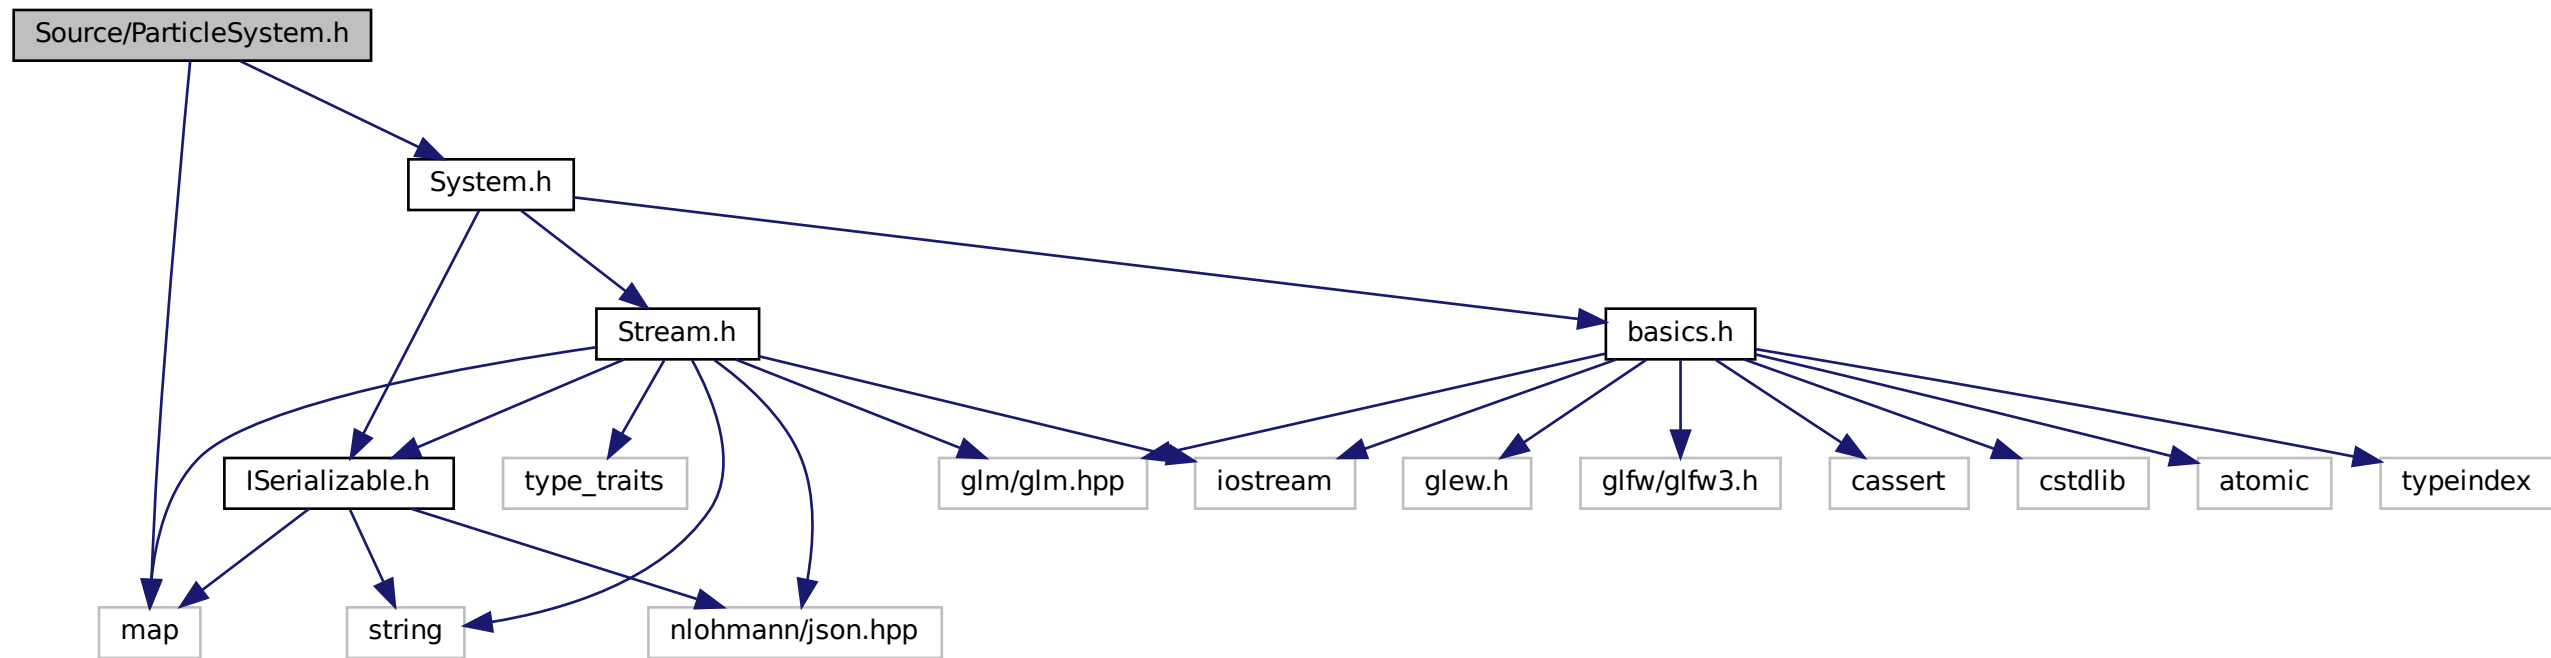 Source/ParticleSystem.h
System.h
Stream.h
basics.h
ISerializable.h
type_traits
glm/glm.hpp
iostream
glew.h
glfw/glfw3.h
cassert
cstdlib
atomic
typeindex
map
string
nlohmann/json.hpp